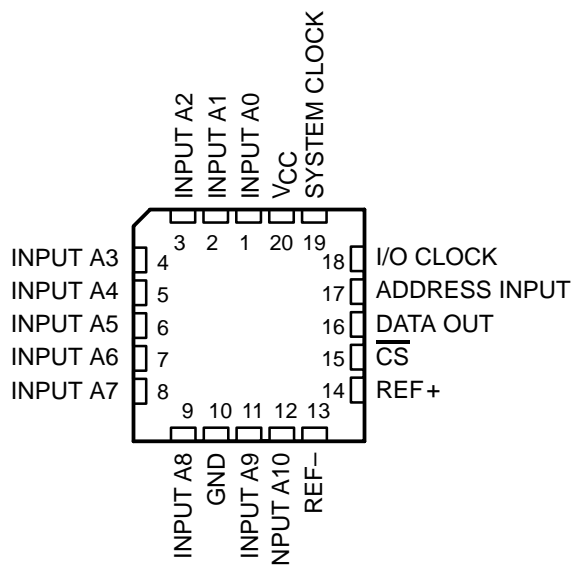 INPUT A2
INPUT A1
INPUT A0
VCC
SYSTEM CLOCK
3
2
1
20
19
INPUT A3
4
INPUT A4
5
INPUT A5
6
INPUT A6
7
INPUT A7
8
18
I/O CLOCK
17
ADDRESS INPUT
16
DATA OUT
15
CS
14
REF+
9
10
11
12
13
INPUT A8
GND
INPUT A9
NPUT A10
REF–